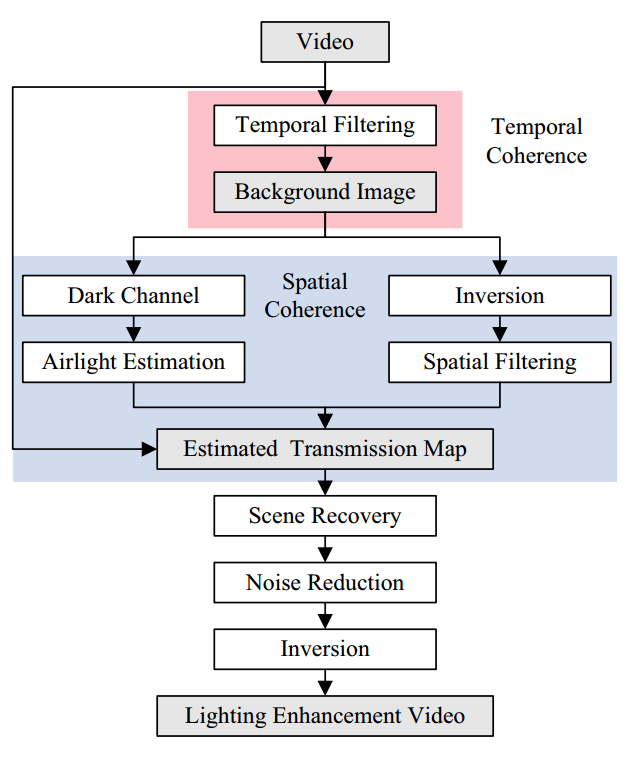 Video
Temporal Filtering
Temporal
Coherence
Background Image
Dark Channel
Spatial
Coherence
Inversion
Airlight Estimation
Spatial Filtering
Estimated Transmission Map
Scene Recovery
Noise Reduction
Inversion
Lighting Enhancement Video